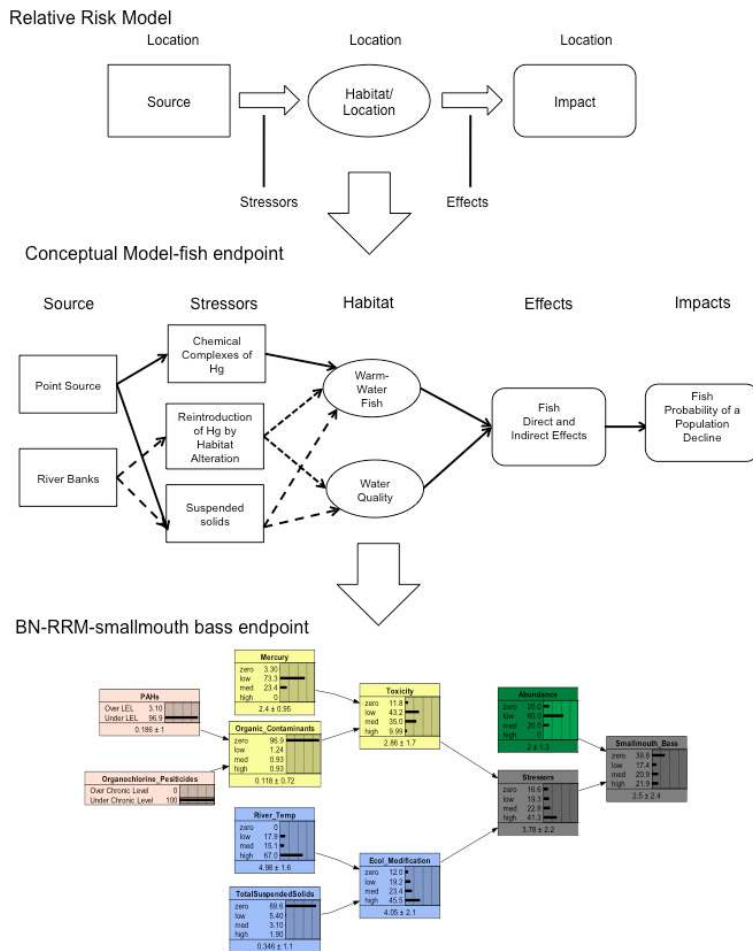 Relative Risk Model
Location
Location
Location
Source
Habitat/
Location
Impact
Stressors
Effects
Conceptual Model-fish endpoint
Source
Stressors
Habitat
Effects
Impacts
Point Source
River Banks
Chemical
Complexes of
Hg
Reintroduction
of Hg by Habitat
Alteration
Suspended
solids
Warm-
Water
Fish
Water
Quality
Fish
Direct and
Indirect Effects
Fish
Probability of a
Population
Decline
BN-RRM-smallmouth bass endpoint
PAHs
Over LEL 3.10
Under LEL 96.9
0.186 ± 1
Organochlorine_Pesticides
Over Chronic Level 0
Under Chronic Level 100
Mercury
zero 3.30
low 73.3
med 23.4
high 0
2.4 ± 0.95
Organic_Contaminants
zero 96.9
low 1.24
med 0.93
high 0.93
0.118 ± 0.72
River_Temp
zero 0
low 17.9
med 15.1
high 67.0
4.98 ± 1.6
TotalSuspendedSolids
zero 89.6
low 5.40
med 3.10
high 1.90
0.346 ± 1.1
Toxicity
zero 11.8
low 43.2
med 35.0
high 9.99
2.86 ± 1.7
Ecol_Modification
zero 12.0
low 19.2
med 23.4
high 45.5
4.05 ± 2.1
Abundance
zero 20.0
low 60.0
med 20.0
high 0
2 ± 1.3
Stressors
zero 16.6
low 19.3
med 22.8
high 41.3
3.78 ± 2.2
Smallmouth_Bass
zero 39.8
low 17.4
med 20.9
high 21.9
2.5 ± 2.4